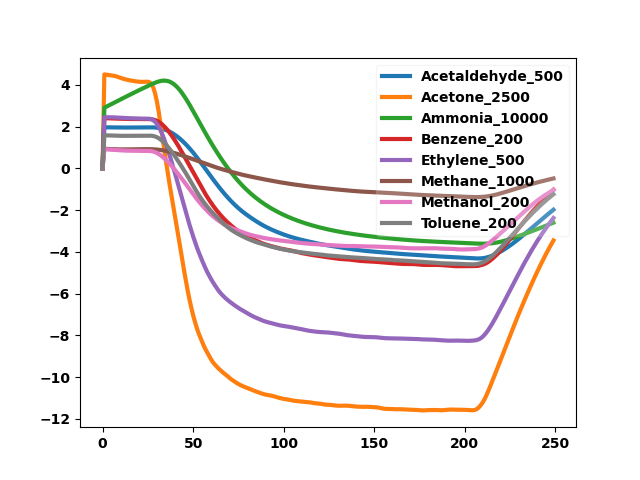 4
2
0
−2
−4
−6
−8
−10
−12
0
50
100
150
200
250
Acetaldehyde_500
Acetone_2500
Ammonia_10000
Benzene_200
Ethylene_500
Methane_1000
Methanol_200
Toluene_200